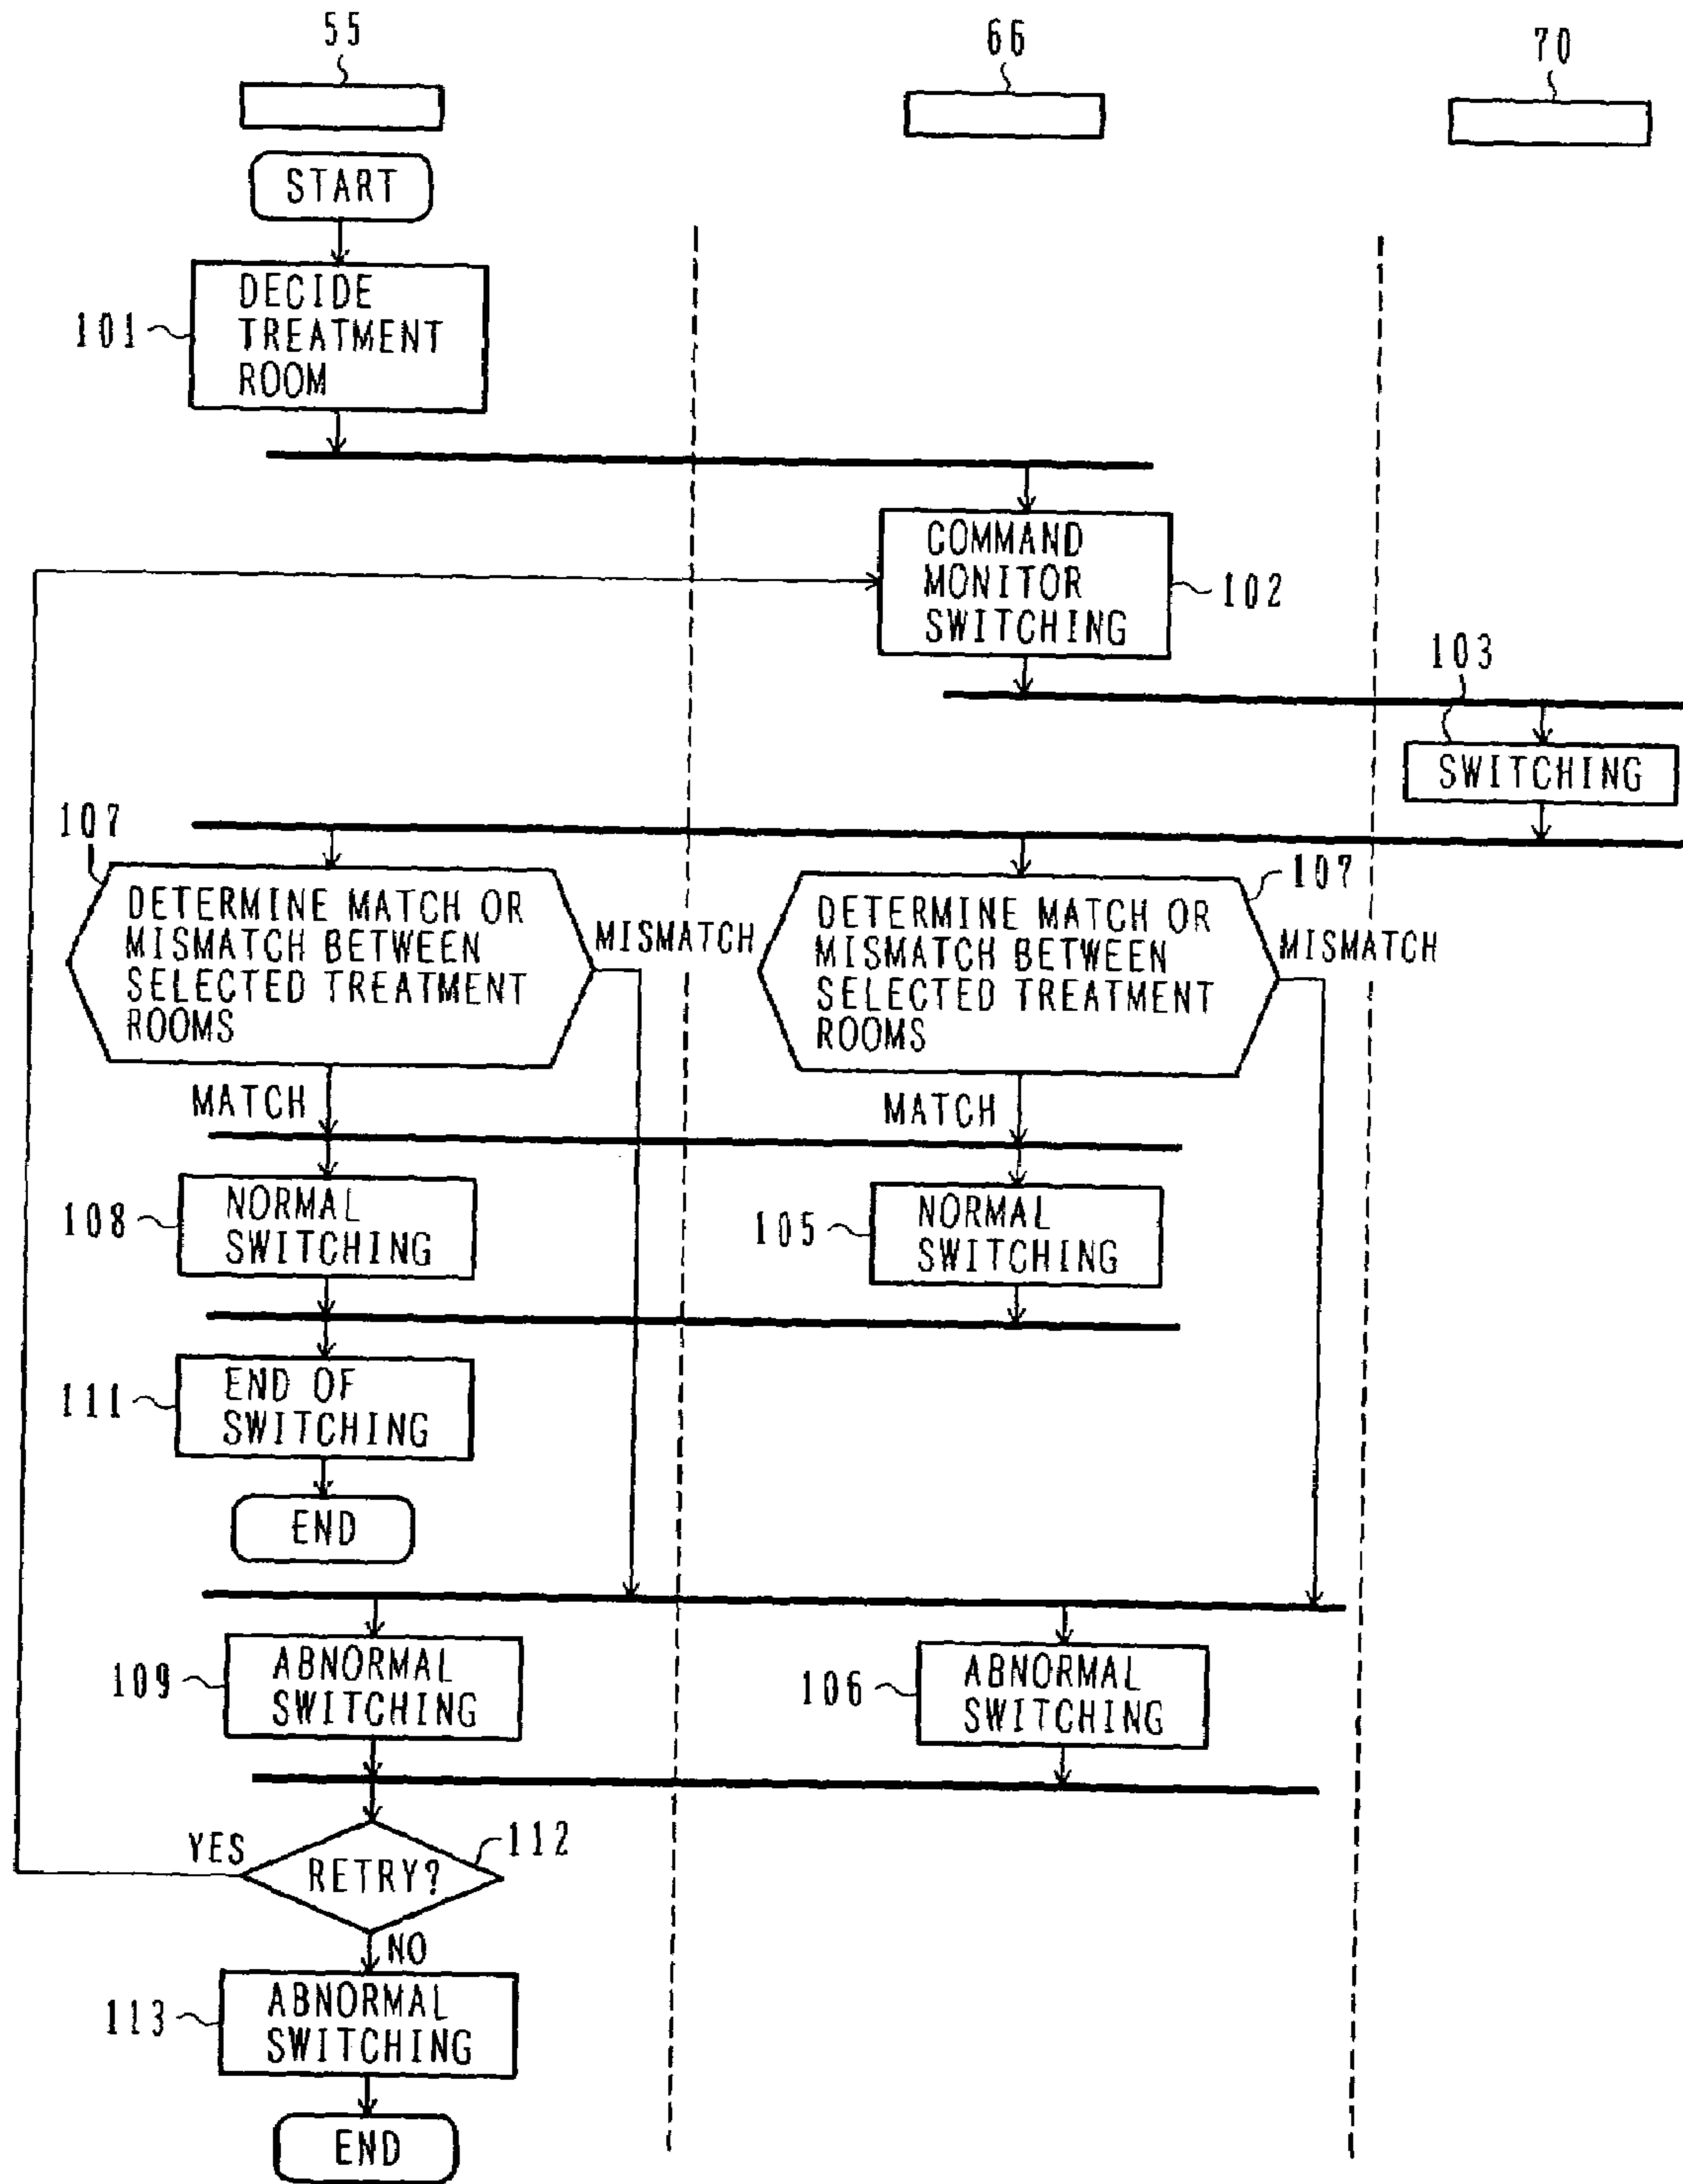 55
66
70
START
101
DECIDE
TREATMENT
ROOM
COMMAND
MONITOR
SWITCHING
102
103
SWITCHING
107
DETERMINE MATCH OR
MISMATCH BETWEEN
SELECTED TREATMENT
ROOMS
MISMATCH
107
DETERMINE MATCH OR
MISMATCH BETWEEN
SELECTED TREATMENT
ROOMS
MISMATCH
MATCH
MATCH
108
NORMAL
SWITCHING
105
NORMAL
SWITCHING
111
END OF
SWITCHING
END
109
ABNORMAL
SWITCHING
106
ABNORMAL
SWITCHING
YES
RETRY?
112
NO
113
ABNORMAL
SWITCHING
END